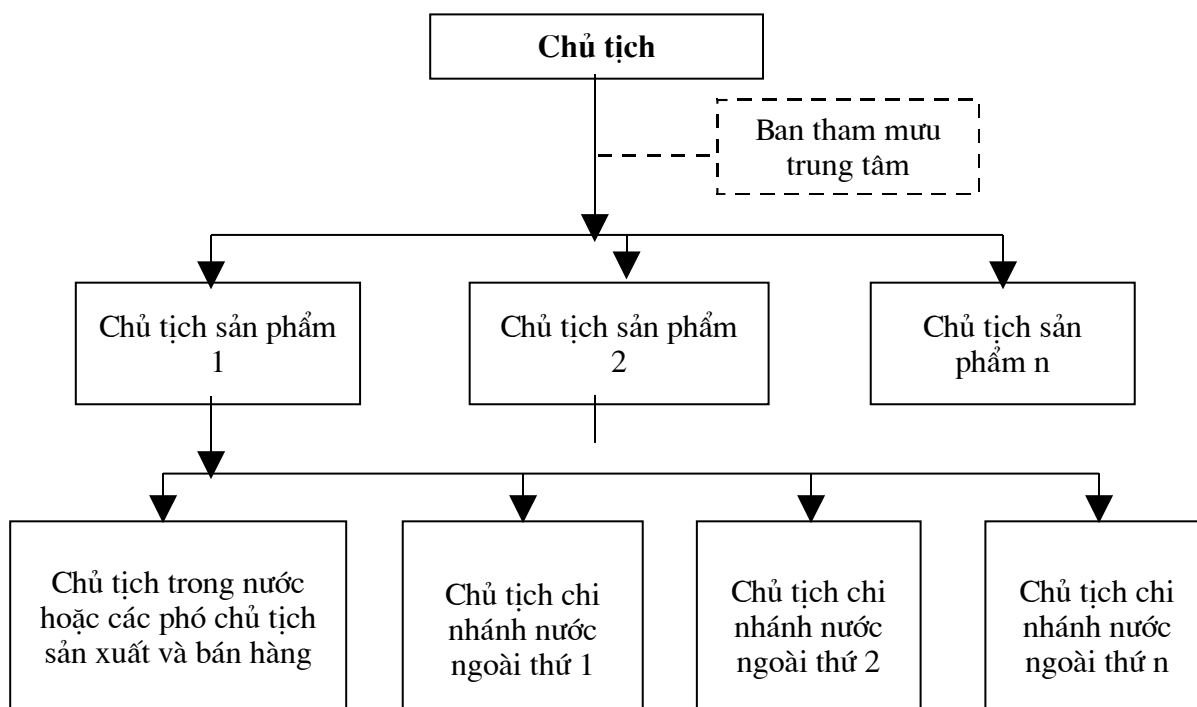 Chủ tịch
Ban tham mưu
trung tâm
Chủ tịch sản phẩm
1
Chủ tịch sản phẩm
2
Chủ tịch sản
phẩm n
Chủ tịch trong nước
hoặc các phó chủ tịch
sản xuất và bán hàng
Chủ tịch chi
nhánh nước
ngoài thứ 1
Chủ tịch chi
nhánh nước
ngoài thứ 2
Chủ tịch chi
nhánh nước
ngoài thứ n